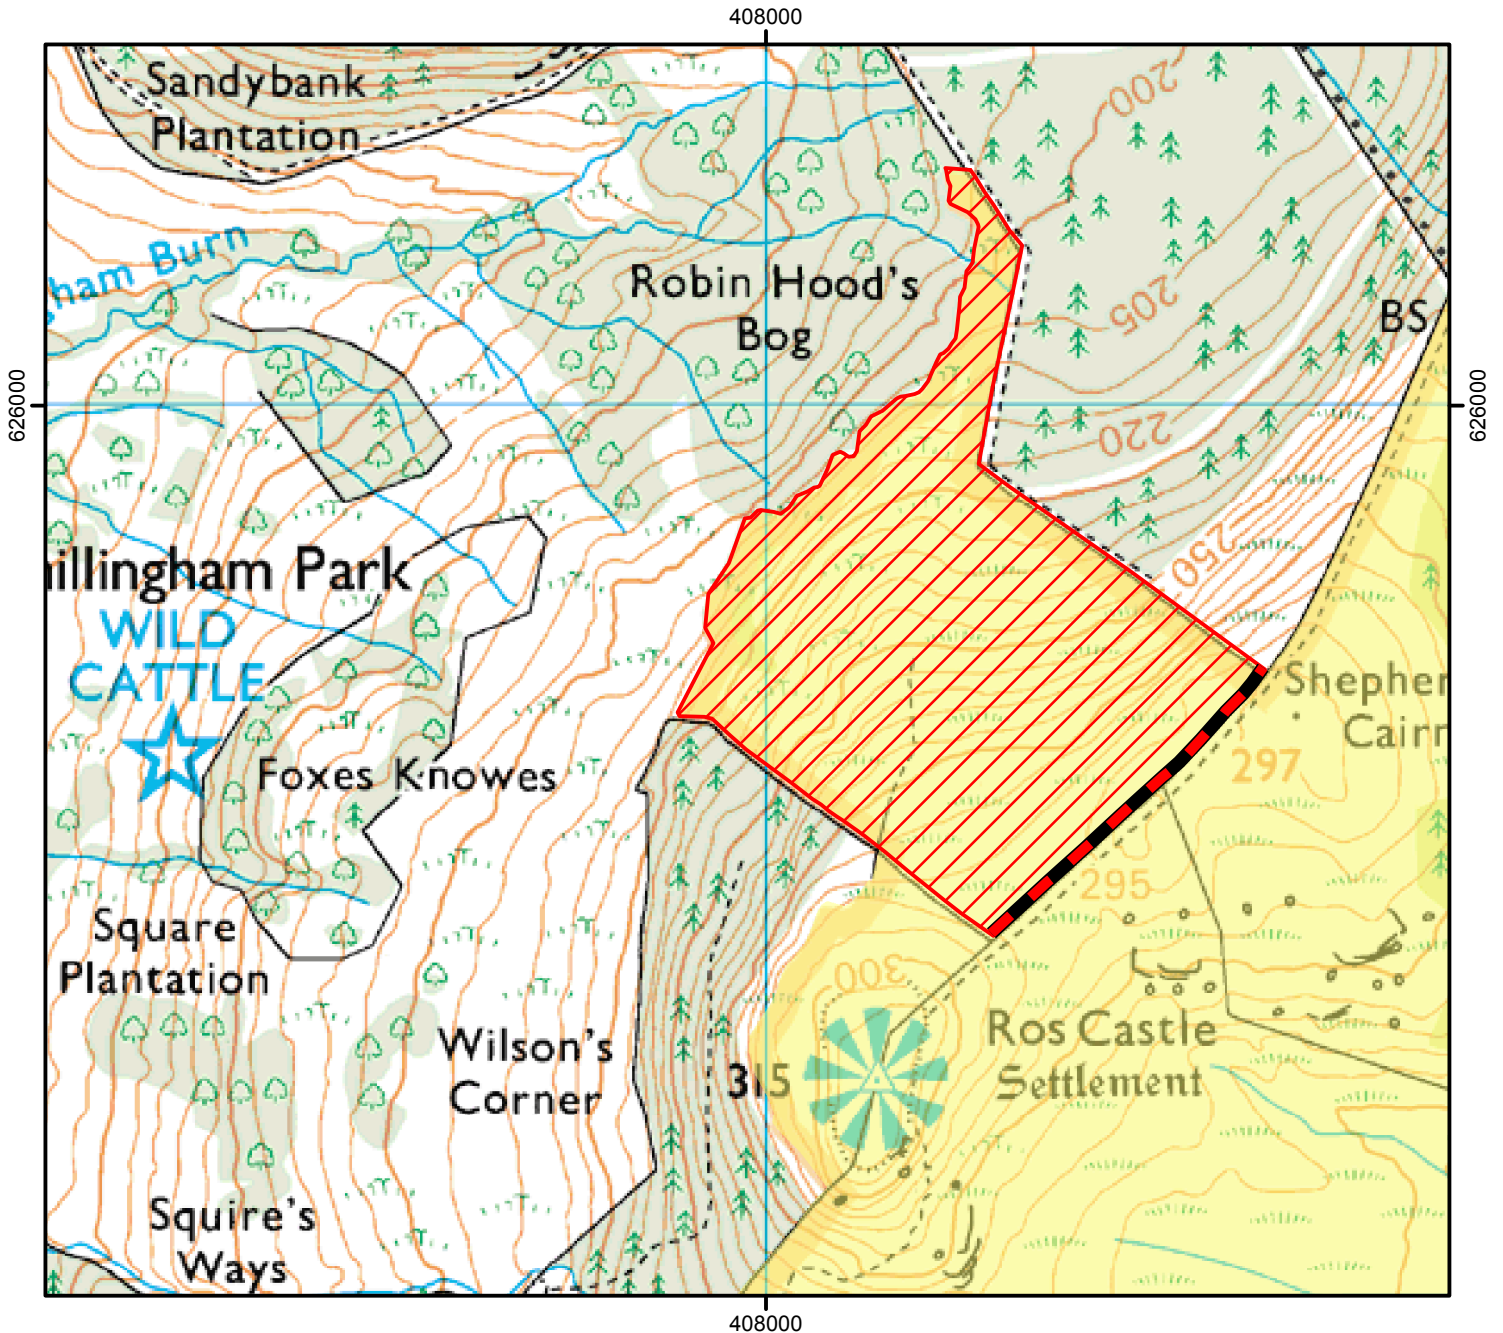 408000
Sandybank
Plantation
200
ham Burn
Robin Hood's
Bog
205
BS
626000
626000
220
250
illingham Park
WILD
CATTLE
Shepher
Cairn
297
Foxes Knowes
295
Square
Plantation
300
Wilson's
Corner
Ros Castle
Settlement
315
Squire's
Ways
408000